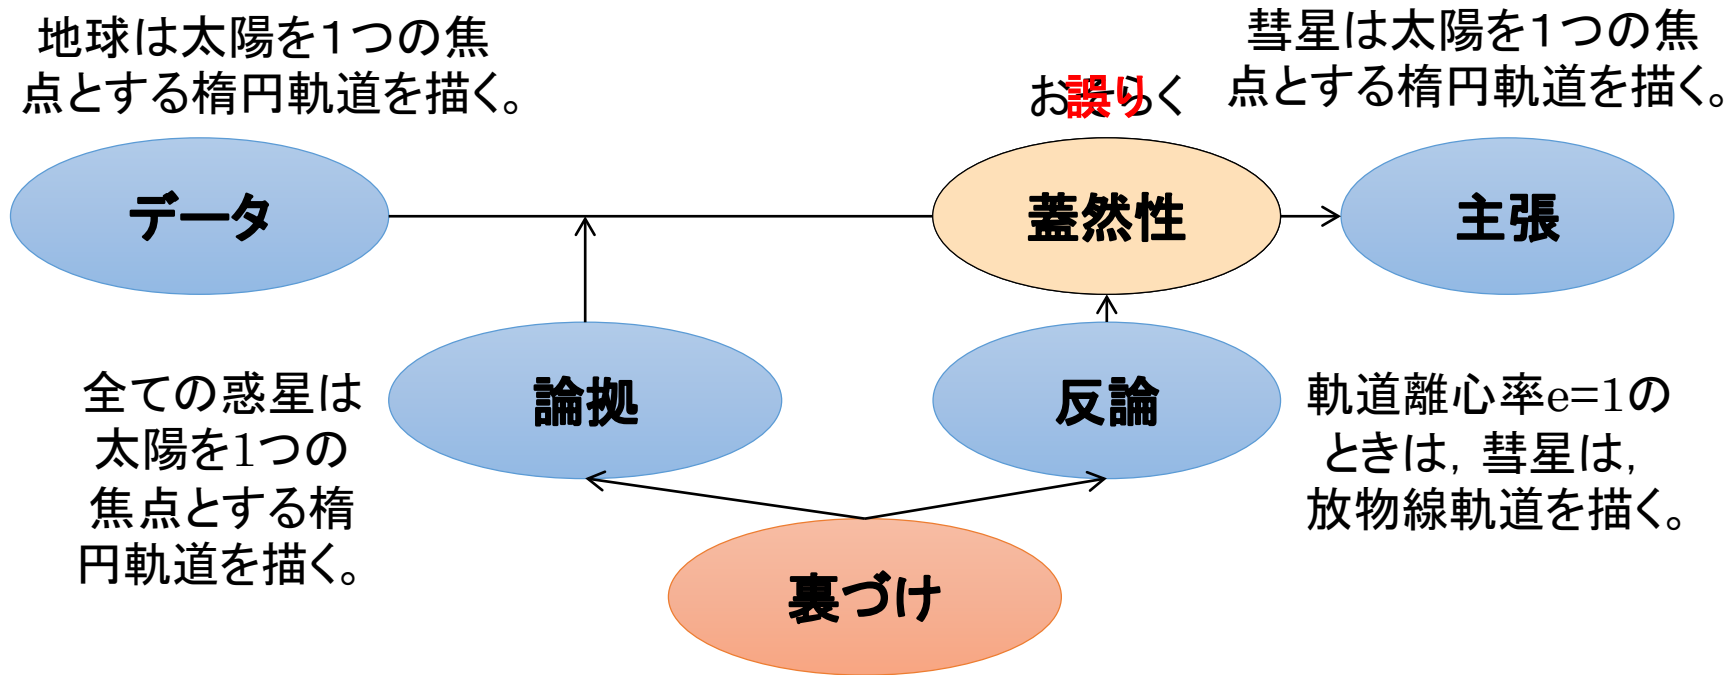 地球は太陽を1つの焦
点とする楕円軌道を描く。
彗星は太陽を1つの焦
点とする楕円軌道を描く。
おそらく
誤り
データ
蓋然性
主張
論拠
反論
全ての惑星は
太陽を1つの
焦点とする楕
円軌道を描く。
軌道離心率e=1の
ときは, 彗星は,
放物線軌道を描く。
裏づけ